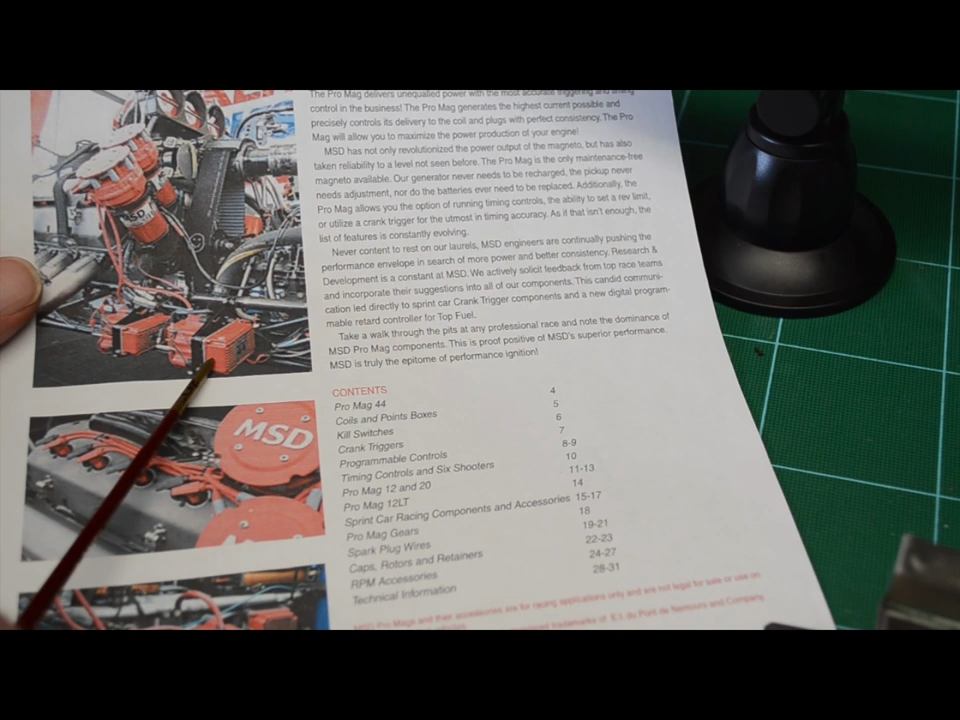 The Pro Mag delivers unequalled power with the most accurate triggering and timing
control in the business! The Pro Mag generates the highest current possible and
precisely controls its delivery to the coil and plugs with perfect consistency. The Pro
Mag will allow you to maximize the power production of your engine!
MSD has not only revolutionized the power output of the magneto, but has also
taken reliability to a level not seen before. The Pro Mag is the only maintenance-free
magneto available. Our generator never needs to be recharged, the pickup never
needs adjustment, nor do the batteries ever need to be replaced. Additionally, the
Pro Mag allows you the option of running timing controls, the ability to set a rev limit,
or utilize a crank trigger for the utmost in timing accuracy. As if that isn't enough, the
list of features is constantly evolving.
Never content to rest on our laurels, MSD engineers are continually pushing the
performance envelope in search of more power and better consistency. Research &
Development is a constant at MSD. We actively solicit feedback from top race teams
and incorporate their suggestions into all of our components. This candid communi-
cation led directly to sprint car Crank Trigger components and a new digital program-
mable retard controller for Top Fuel.
Take a walk through the pits at any professional race and note the dominance of
MSD Pro Mag components. This is proof positive of MSD's superior performance.
MSD is truly the epitome of performance ignition!
CONTENTS
Pro Mag 44 4
Coils and Points Boxes 5
Kill Switches 6
Crank Triggers 7
Programmable Controls 8-9
Timing Controls and Six Shooters 10
Pro Mag 12 and 20 11-13
Pro Mag 12LT 14
Sprint Car Racing Components and Accessories 15-17
Pro Mag Gears 18
Spark Plug Wires 19-21
Caps, Rotors and Retainers 22-23
RPM Accessories 24-27
Technical Information 28-31
MSD Pro Mags and their accessories are for racing applications only and are not legal for sale or use on
trademarks of E.I. du Pont de Nemours and Company.
MSD
MSD